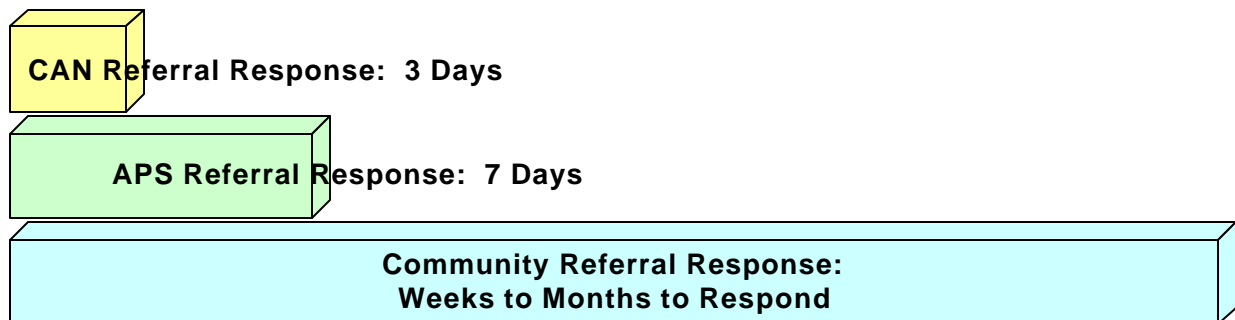 CAN Referral Response:  3 Days
APS Referral Response:  7 Days
Community Referral Response:
Weeks to Months to Respond